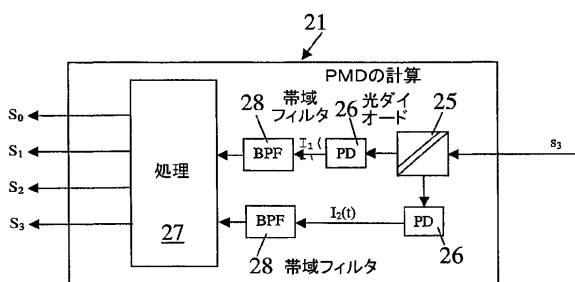 21
PMDの計算
28
帯域
フィルタ
26
光ダイ
オード
25
S₀
S₁
S₂
S₃
処理
27
BPF
I₁(
PD
s₃
BPF
I₂(t)
PD
28
帯域フィルタ
26